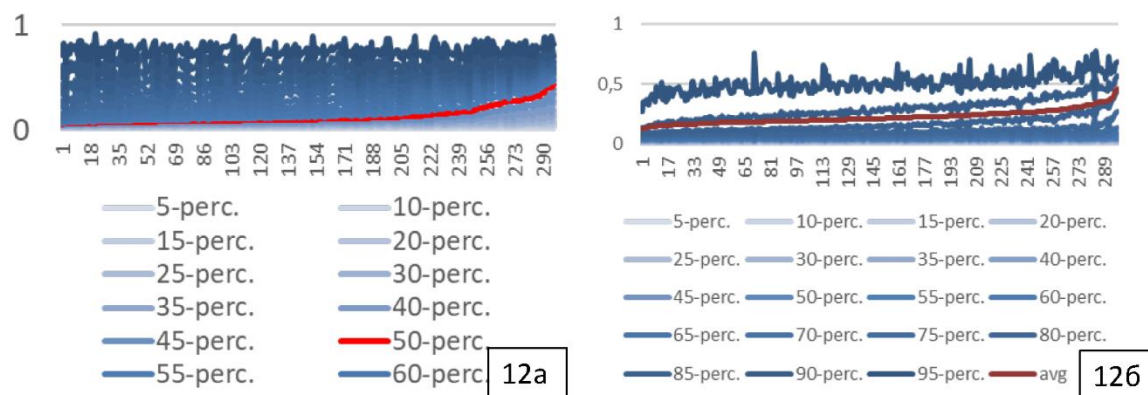 1
0
1 18 35 52 69 86 103 120 137 154 171 188 205 222 239 256 273 290
5-perc. 10-perc.
15-perc. 20-perc.
25-perc. 30-perc.
35-perc. 40-perc.
45-perc. 50-perc.
55-perc. 60-perc.
12a
1
0,5
0
1 17 33 49 65 81 97 113 129 145 161 177 193 209 225 241 257 273 289
5-perc. 10-perc. 15-perc. 20-perc.
25-perc. 30-perc. 35-perc. 40-perc.
45-perc. 50-perc. 55-perc. 60-perc.
65-perc. 70-perc. 75-perc. 80-perc.
85-perc. 90-perc. 95-perc. avg
12б